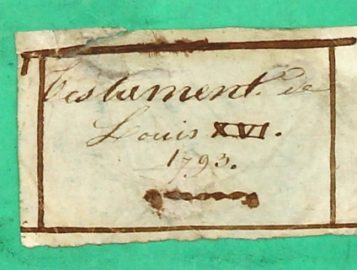 Testament de
Louis XVI.
1793.